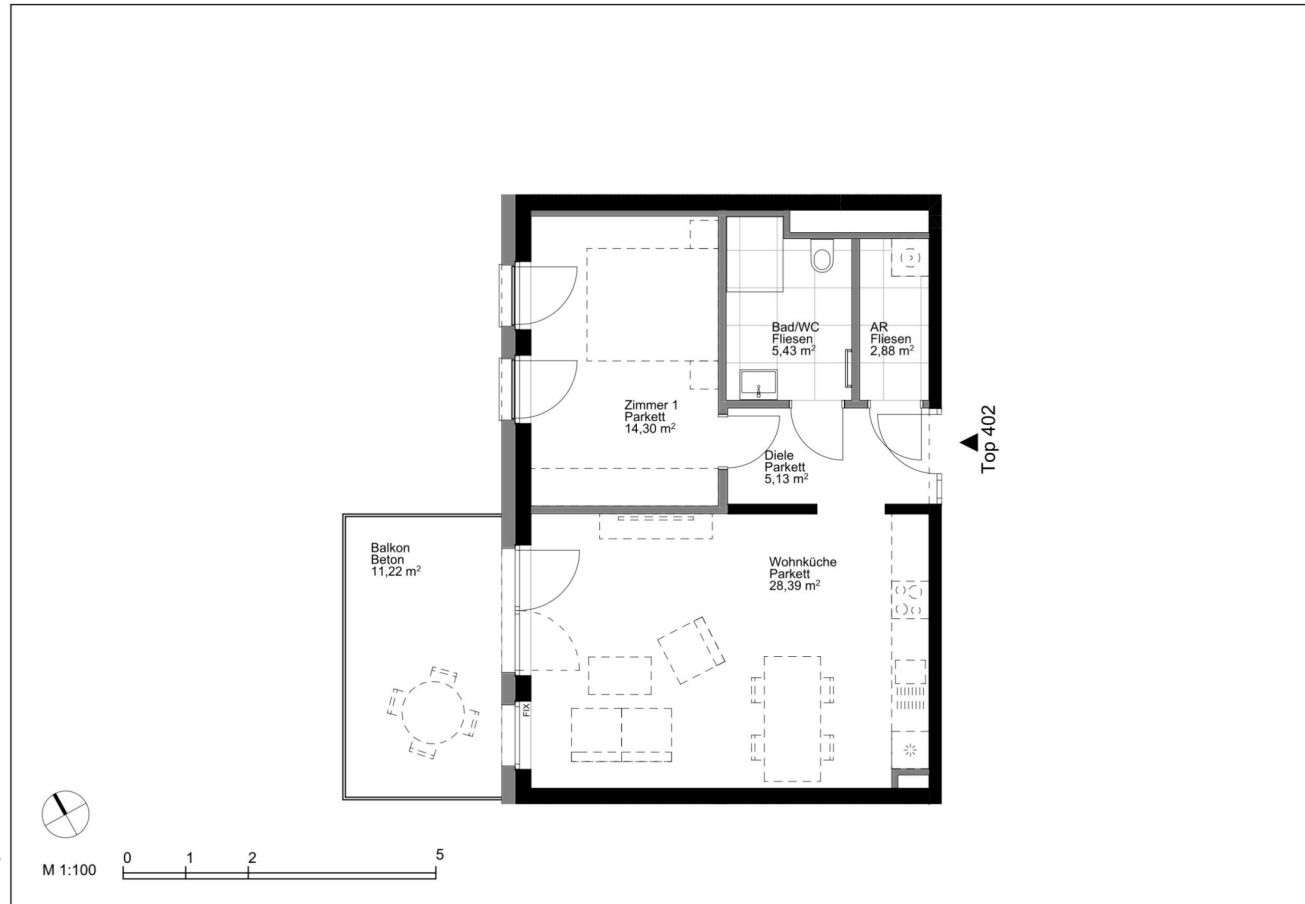 Bad/WC
Fliesen
5,43 m²
AR
Fliesen
2,88 m²
Zimmer 1
Parkett
14,30 m²
Top 402
Diele
Parkett
5,13 m²
Balkon
Beton
11,22 m²
Wohnküche
Parkett
28,39 m²
FIX
M 1:100
0 1 2 5